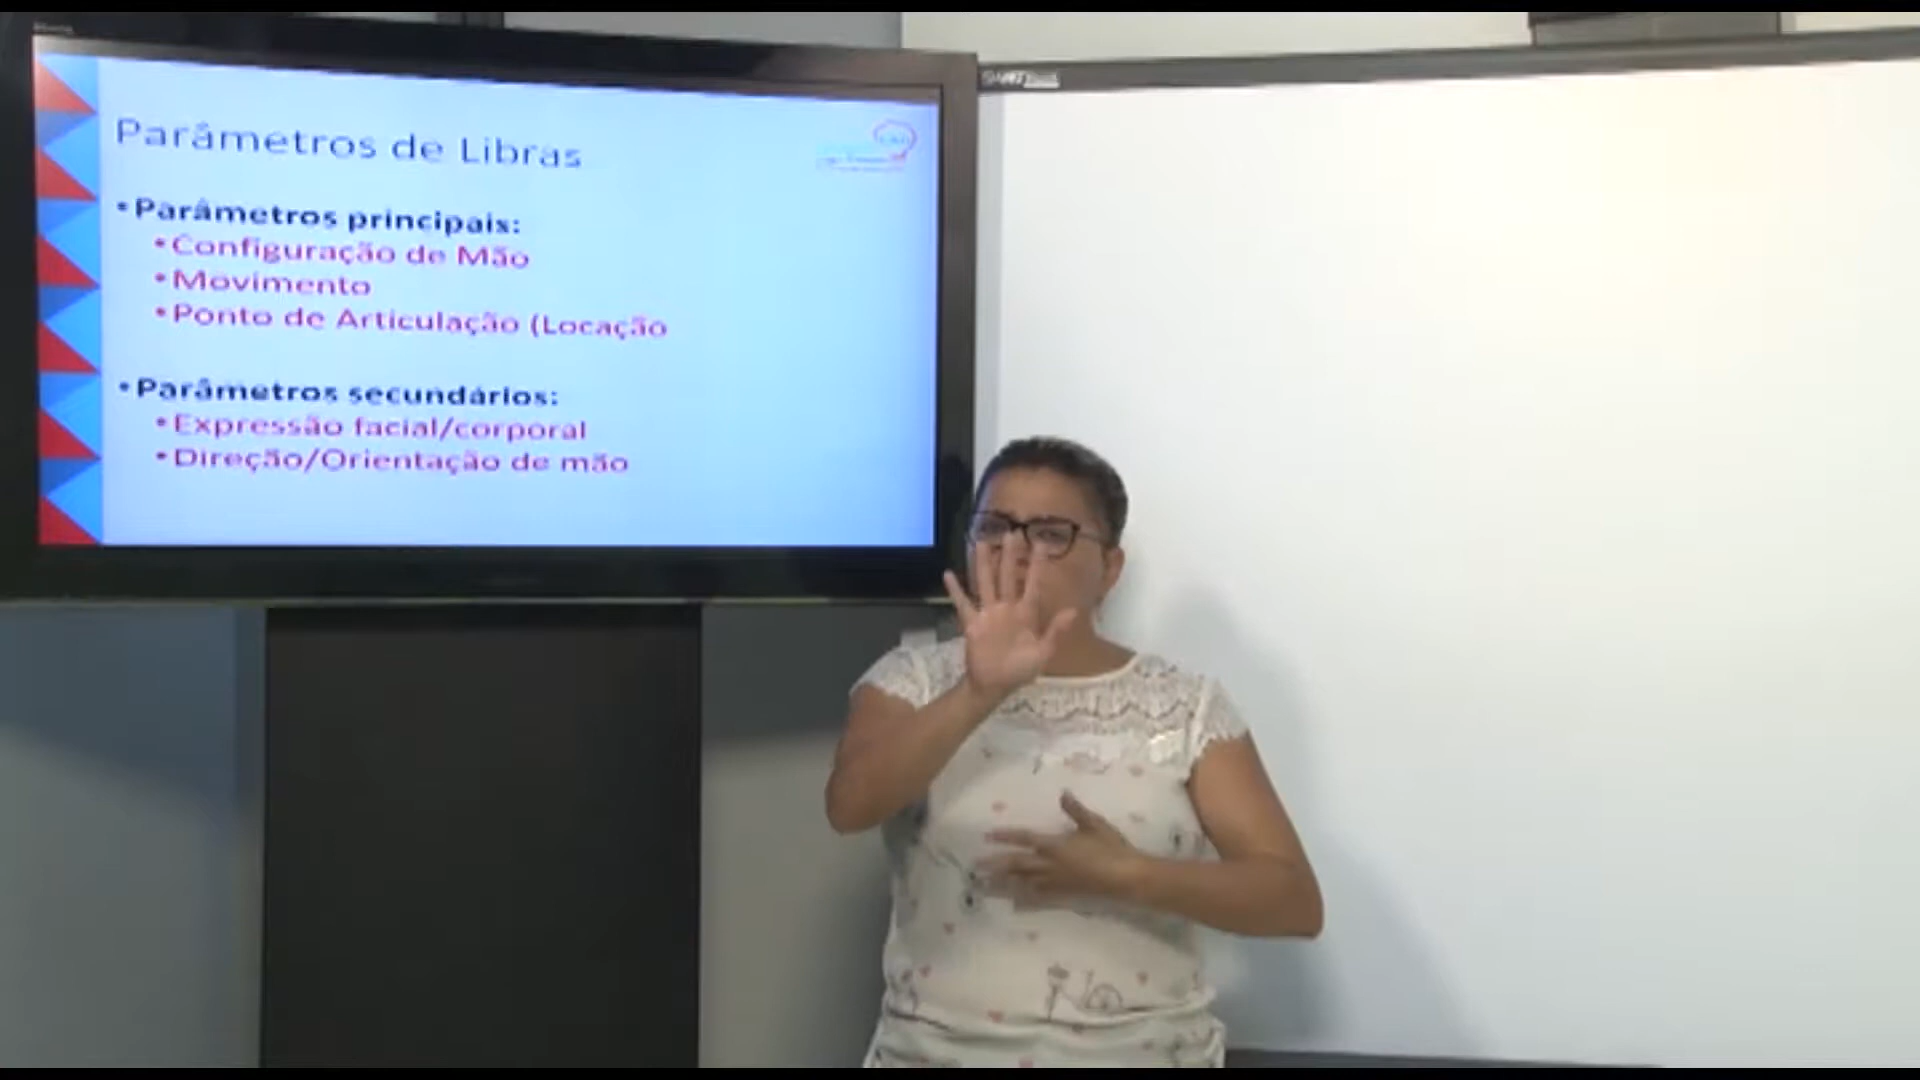 Parâmetros de Libras
•Parâmetros principais:
•Configuração de Mão
•Movimento
•Ponto de Articulação (Locação
•Parâmetros secundários:
•Expressão facial/corporal
•Direção/Orientação de mão
SMART